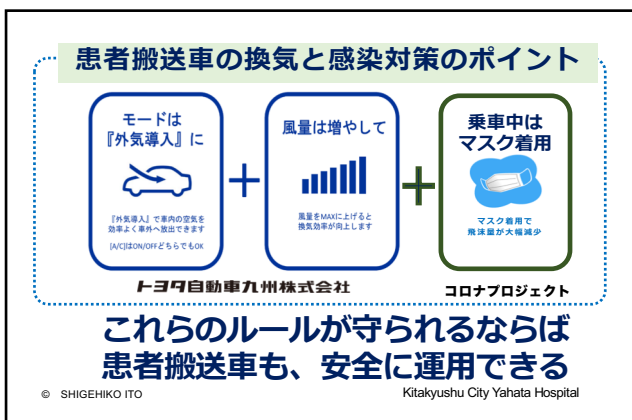 患者搬送車の換気と感染対策のポイント
モードは
『外気導入』に
『外気導入』で車内の空気を
効率よく車外へ放出できます
[A/C]はON/OFFどちらでもOK
+
風量は増やして
風量をMAXに上げると
換気効率が向上します
+
乗車中は
マスク着用
マスク着用で
飛沫量が大幅減少
トヨタ自動車九州株式会社
コロナプロジェクト
これらのルールが守られるならば
患者搬送車も、安全に運用できる
© SHIGEHIKO ITO
Kitakyushu City Yahata Hospital